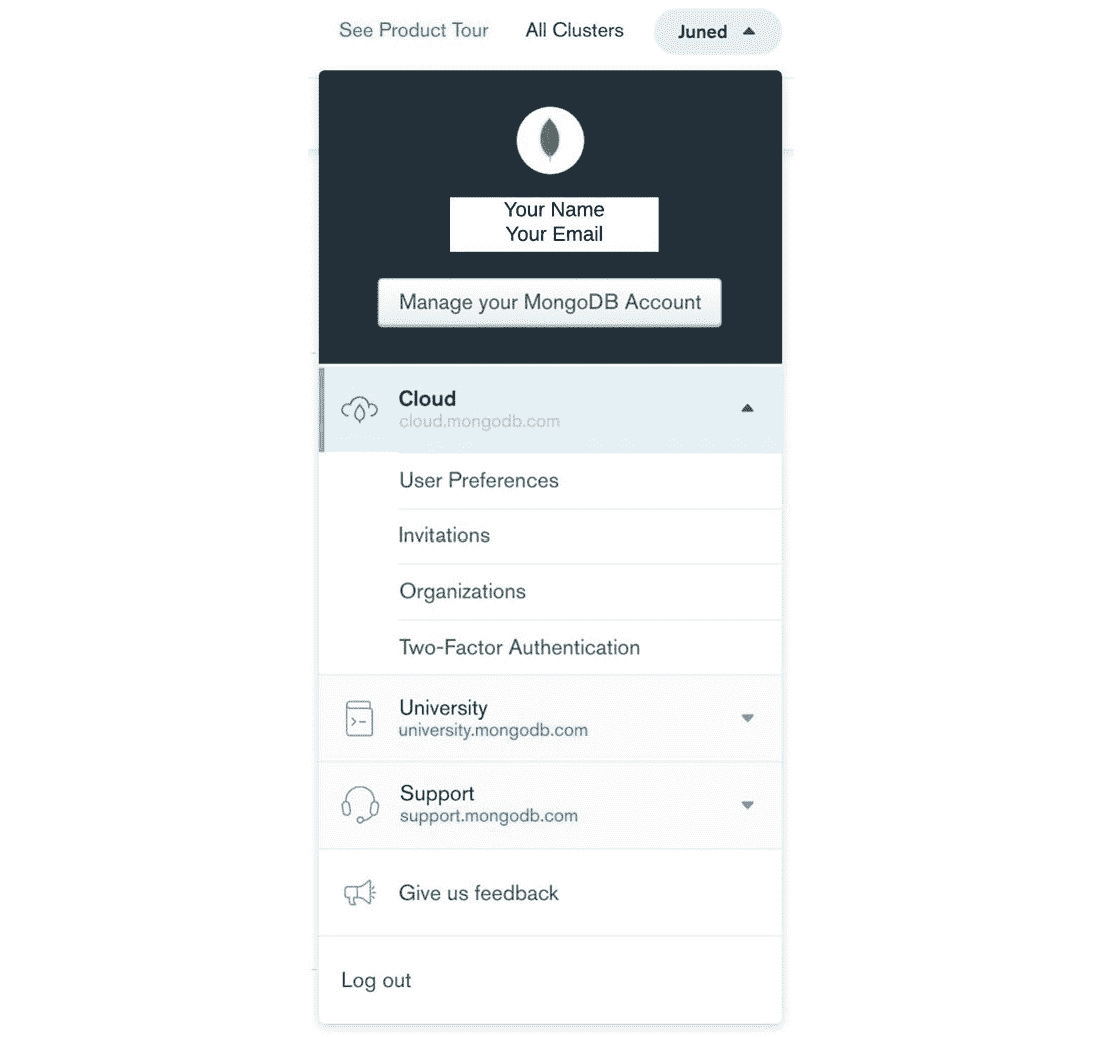 See Product Tour All Clusters Juned
Your Name
Your Email
Manage your MongoDB Account
Cloud
cloud.mongodb.com
User Preferences
Invitations
Organizations
Two-Factor Authentication
University
university.mongodb.com
Support
support.mongodb.com
Give us feedback
Log out